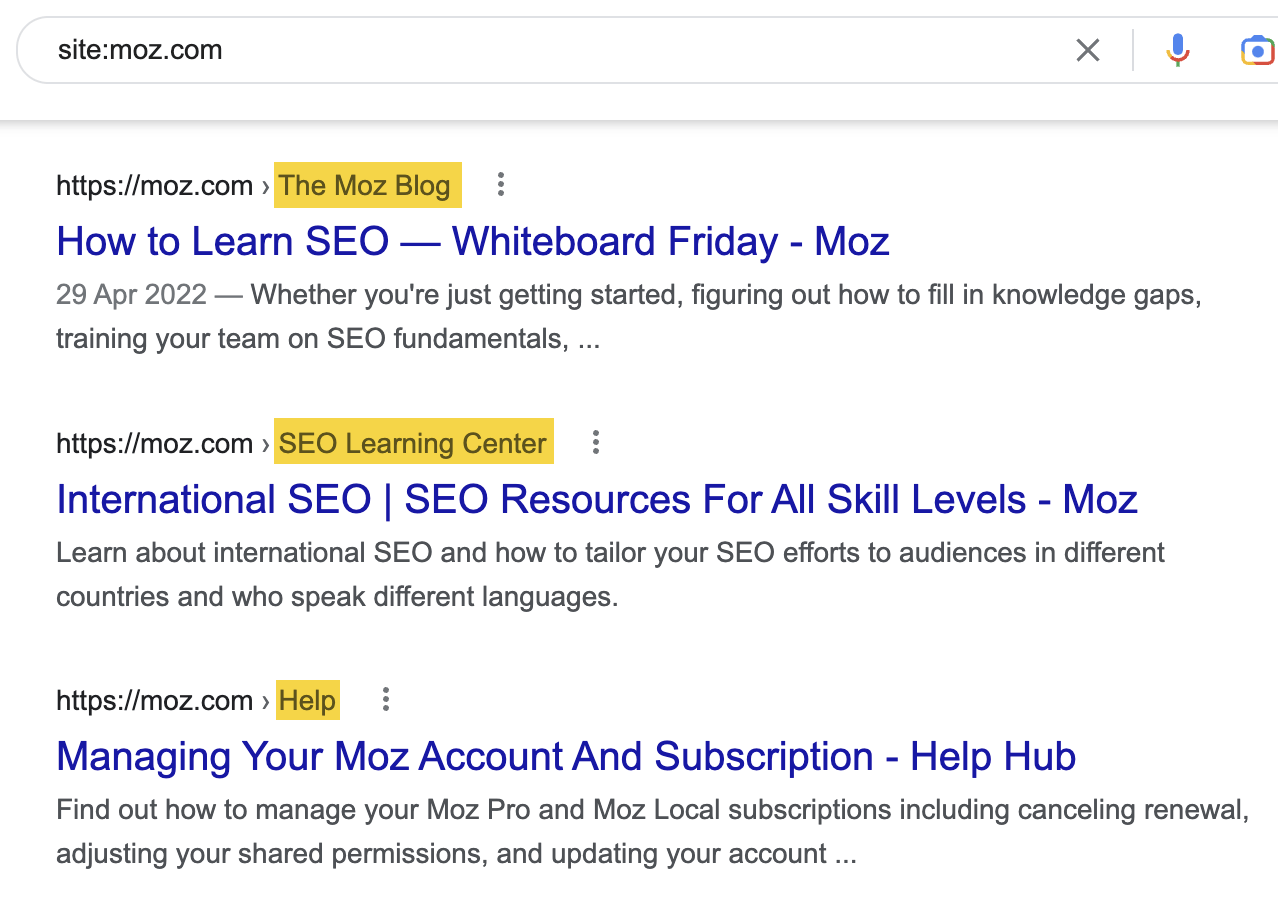 site:moz.com
https://moz.com › The Moz Blog
How to Learn SEO — Whiteboard Friday - Moz
29 Apr 2022 — Whether you're just getting started, figuring out how to fill in knowledge gaps,
training your team on SEO fundamentals, ...
https://moz.com › SEO Learning Center
International SEO | SEO Resources For All Skill Levels - Moz
Learn about international SEO and how to tailor your SEO efforts to audiences in different
countries and who speak different languages.
https://moz.com › Help
Managing Your Moz Account And Subscription - Help Hub
Find out how to manage your Moz Pro and Moz Local subscriptions including canceling renewal,
adjusting your shared permissions, and updating your account ...